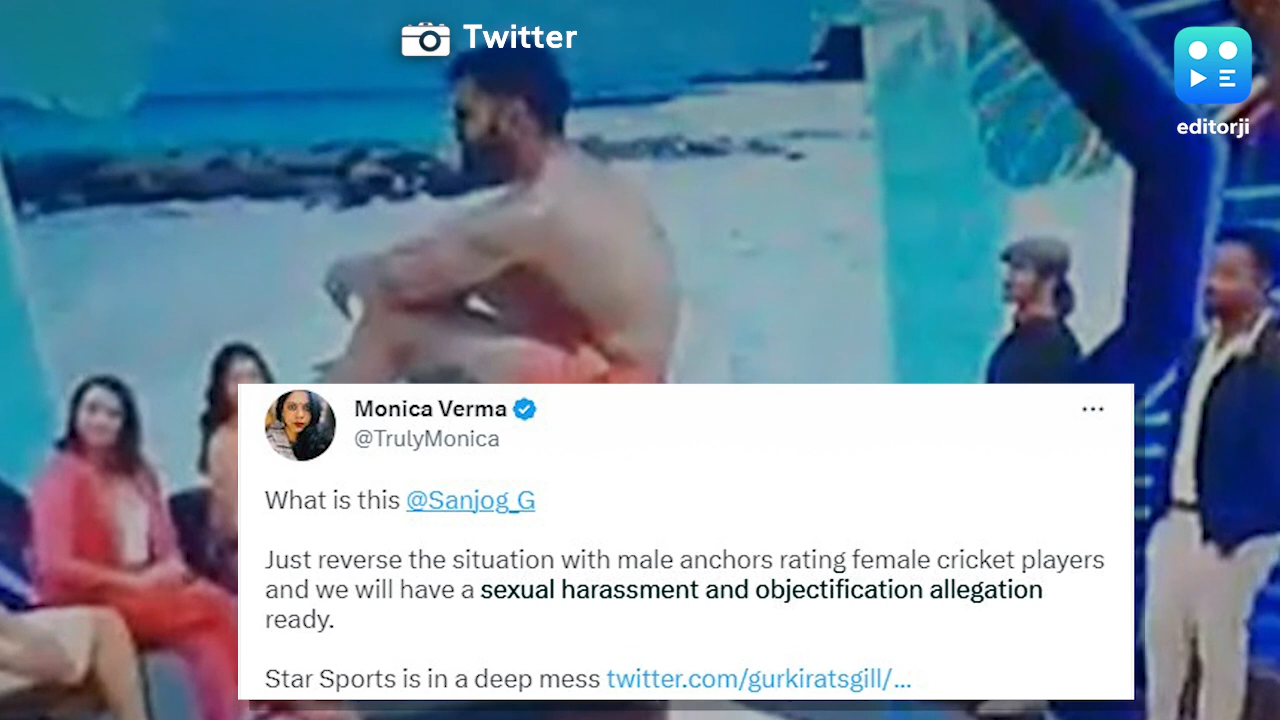 Twitter
editorji
Monica Verma
@TrulyMonica
What is this @Sanjog_G
Just reverse the situation with male anchors rating female cricket players
and we will have a sexual harassment and objectification allegation
ready.
Star Sports is in a deep mess twitter.com/gurkiratsgill/...